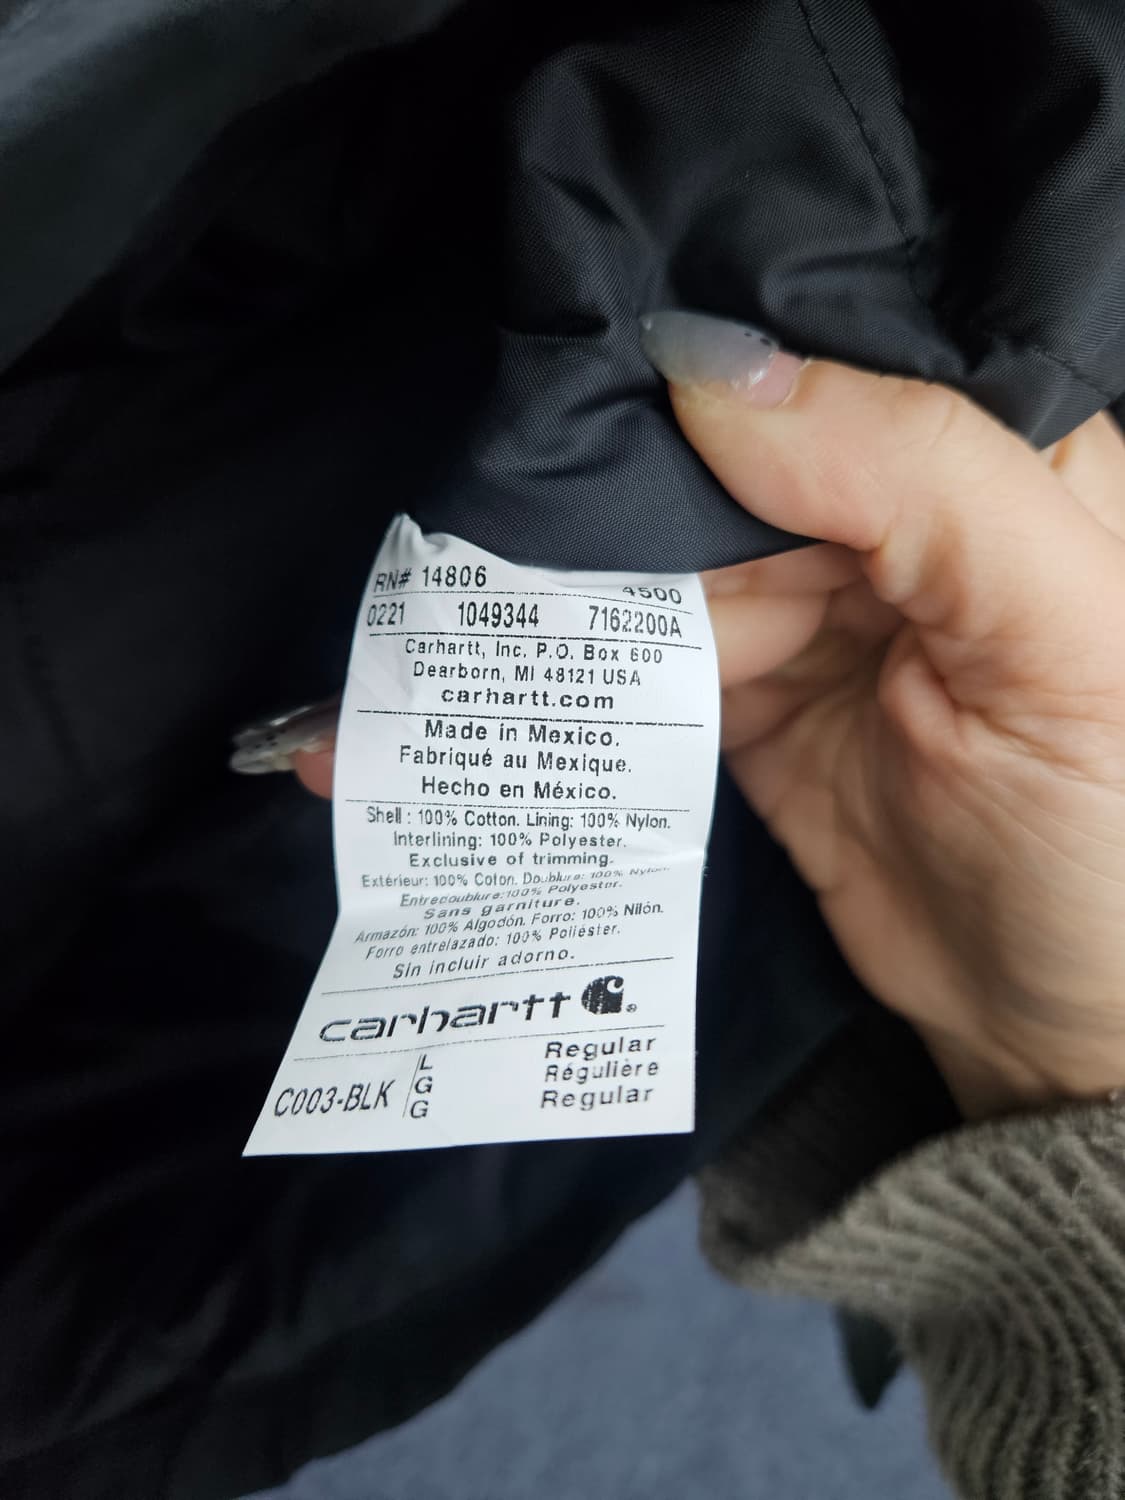 RN# 14806 4500
0221 1049344 7162200A
Carhartt, Inc. P.O. Box 600
Dearborn, MI 48121 USA
carhartt.com
Made in Mexico.
Fabriqué au Mexique.
Hecho en México.
Shell : 100% Cotton. Lining: 100% Nylon.
Interlining: 100% Polyester.
Exclusive of trimming.
Extérieur: 100% Coton. Doublure: 100% Nylon.
Entredoublure:100% Polyester.
Sans garniture.
Armazón: 100% Algodón. Forro: 100% Nilón.
Forro entrelazado: 100% Poliéster.
Sin incluir adorno.
carhartt
C003-BLK L Regular
G Régulière
G Regular